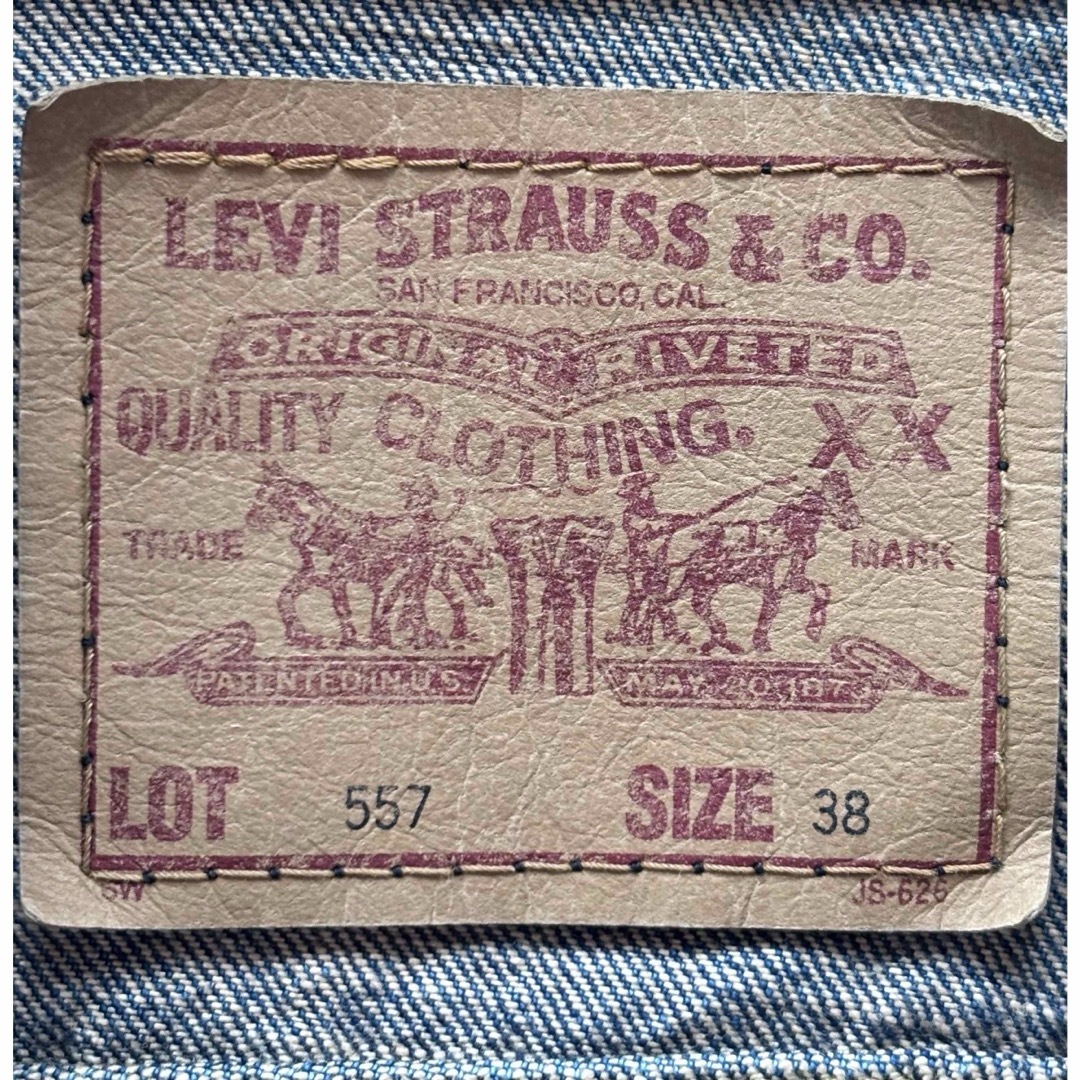 LEVI STRAUSS & CO.
SAN FRANCISCO, CAL.
ORIGINAL RIVETED
QUALITY CLOTHING. XX
TRADE MARK
PATENTED IN U.S. MAY 20 1873
LOT 557 SIZE 38
SW JS-626